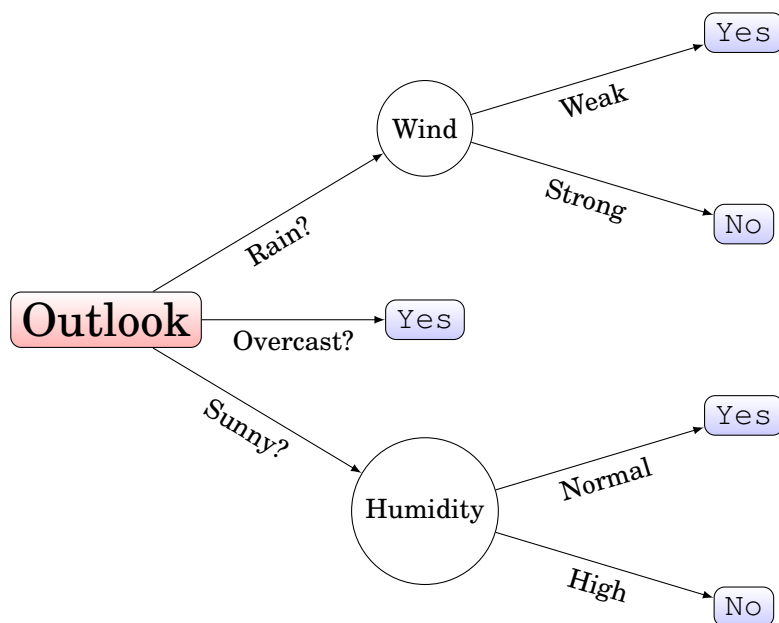 Yes
Weak
Wind
Strong
No
Rain?
Outlook
Yes
Overcast?
Sunny?
Yes
Normal
Humidity
High
No